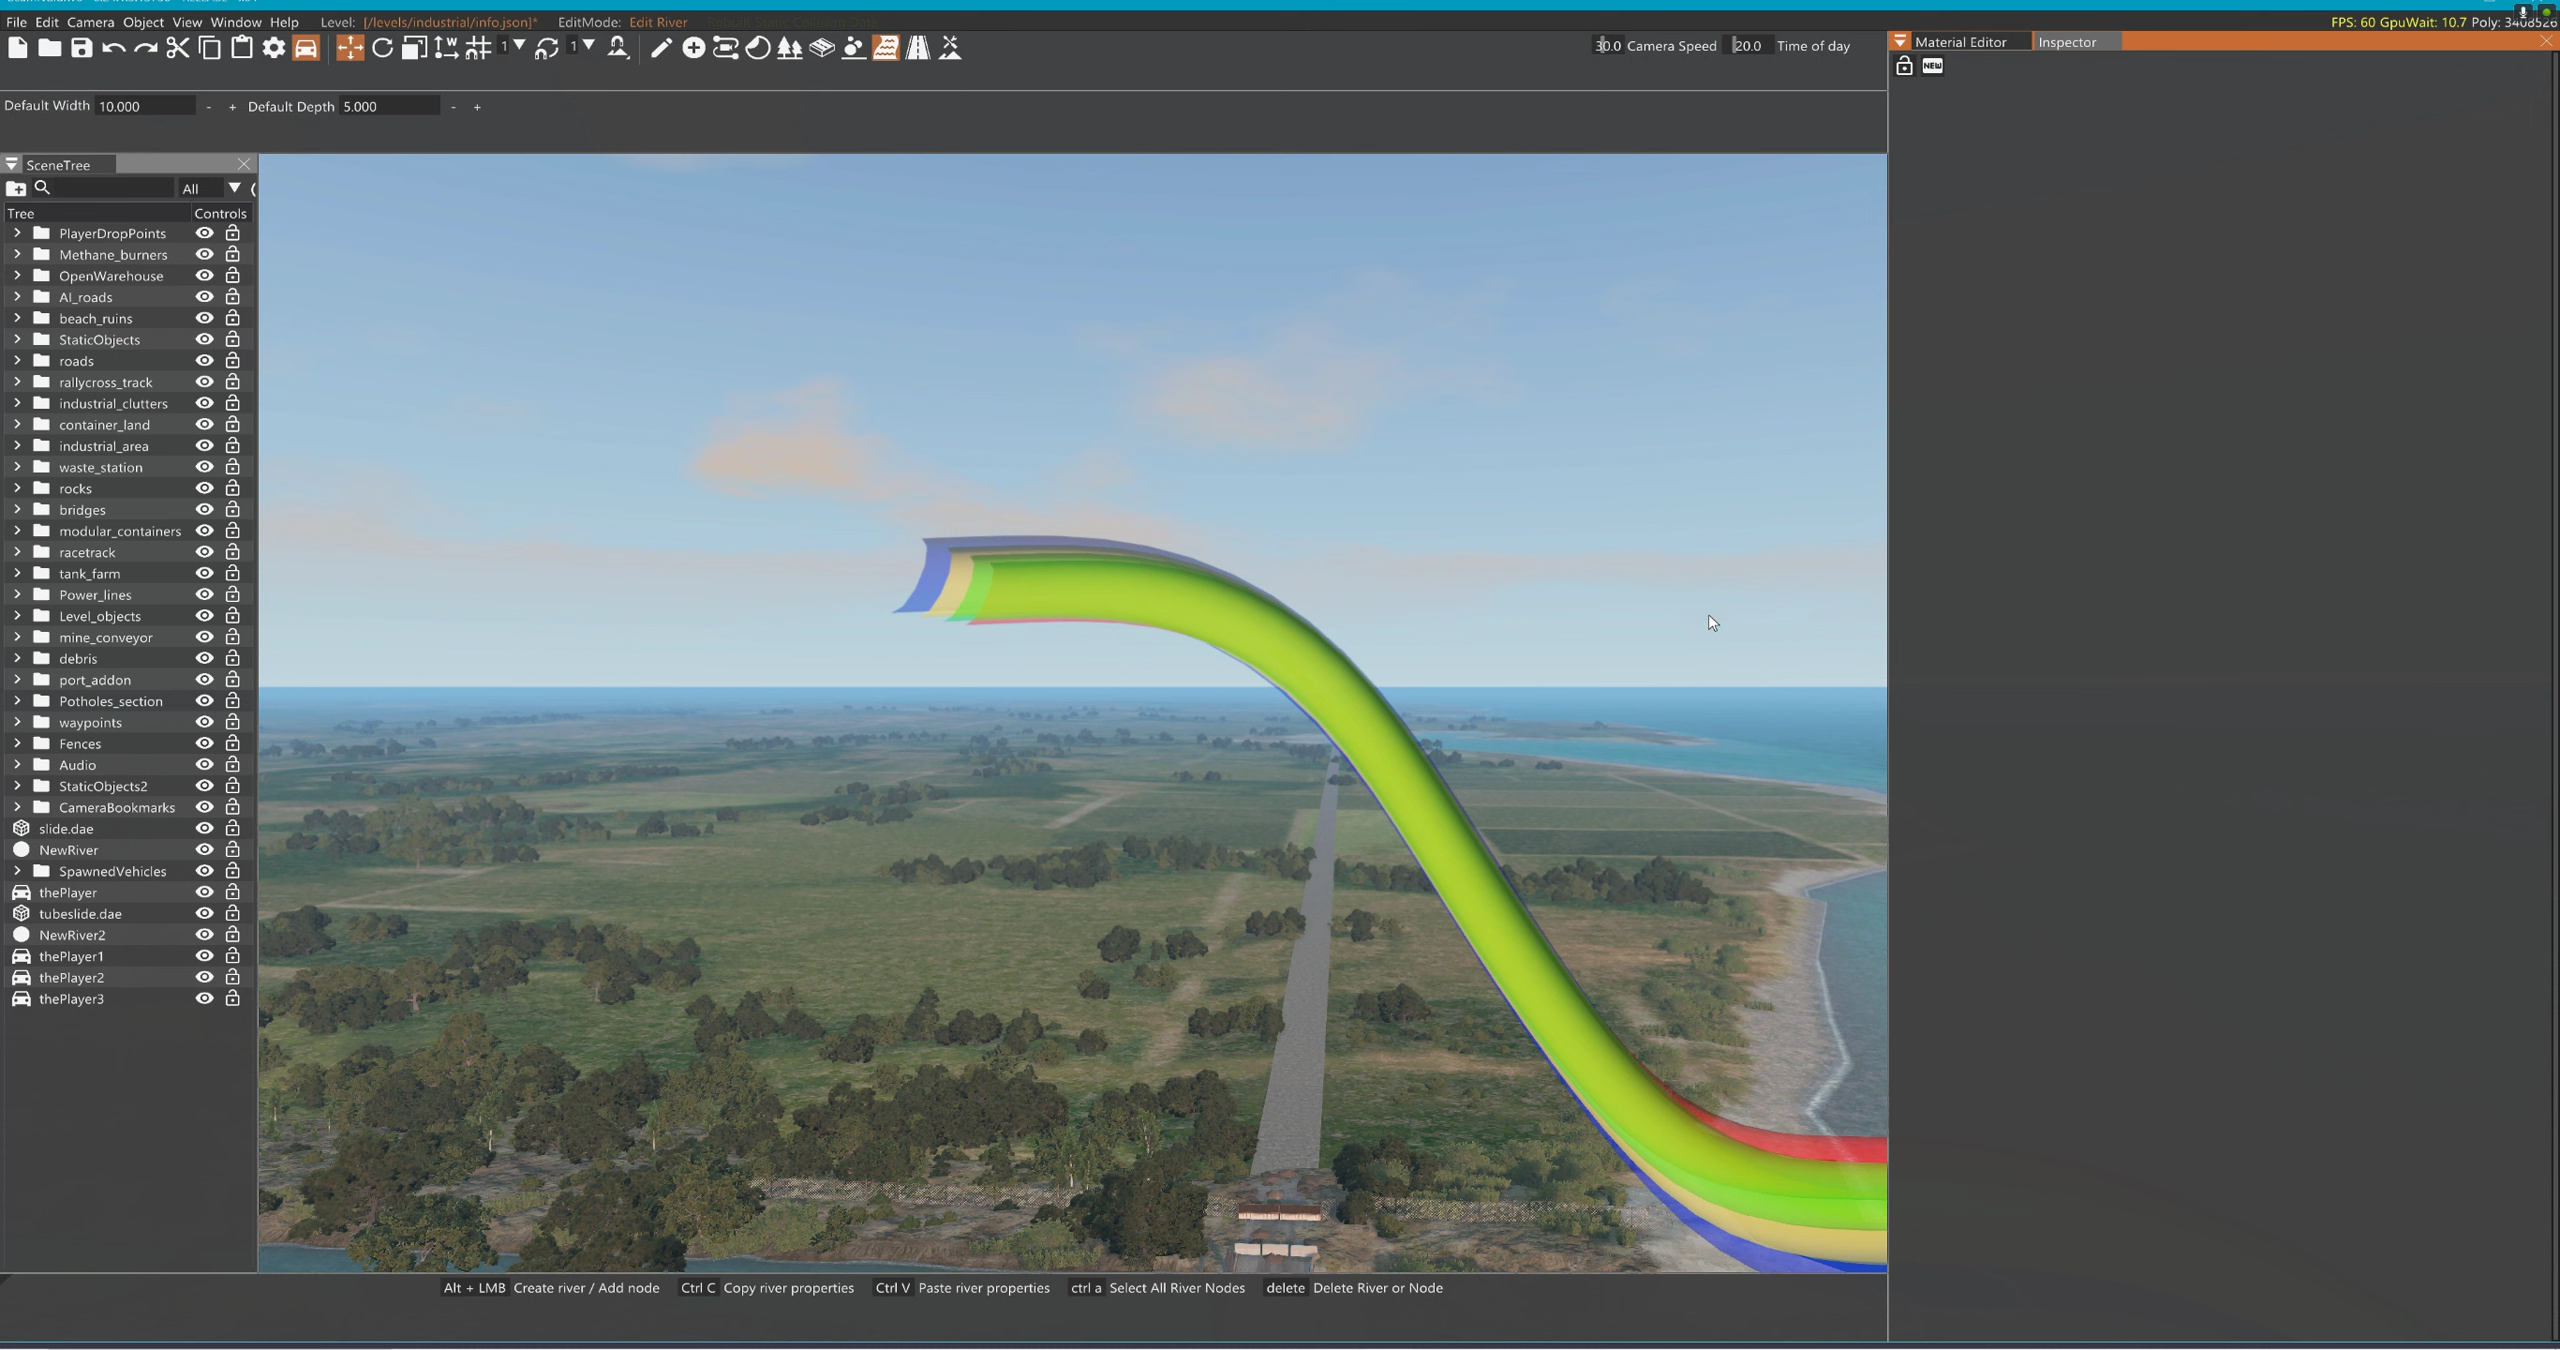 File Edit Camera Object View Window Help Level: [/levels/industrial/info.json]* EditMode: Edit River
FPS: 60 GpuWait: 10.7 Poly: 3408526
1 1 30.0 Camera Speed 20.0 Time of day
Material Editor Inspector
NEW
Default Width 10.000 - + Default Depth 5.000 - +
SceneTree
All
Tree Controls
PlayerDropPoints
Methane_burners
OpenWarehouse
AI_roads
beach_ruins
StaticObjects
roads
rallycross_track
industrial_clutters
container_land
industrial_area
waste_station
rocks
bridges
modular_containers
racetrack
tank_farm
Power_lines
Level_objects
mine_conveyor
debris
port_addon
Potholes_section
waypoints
Fences
Audio
StaticObjects2
CameraBookmarks
slide.dae
NewRiver
SpawnedVehicles
thePlayer
tubeslide.dae
NewRiver2
thePlayer1
thePlayer2
thePlayer3
Alt + LMB Create river / Add node Ctrl C Copy river properties Ctrl V Paste river properties ctrl a Select All River Nodes delete Delete River or Node